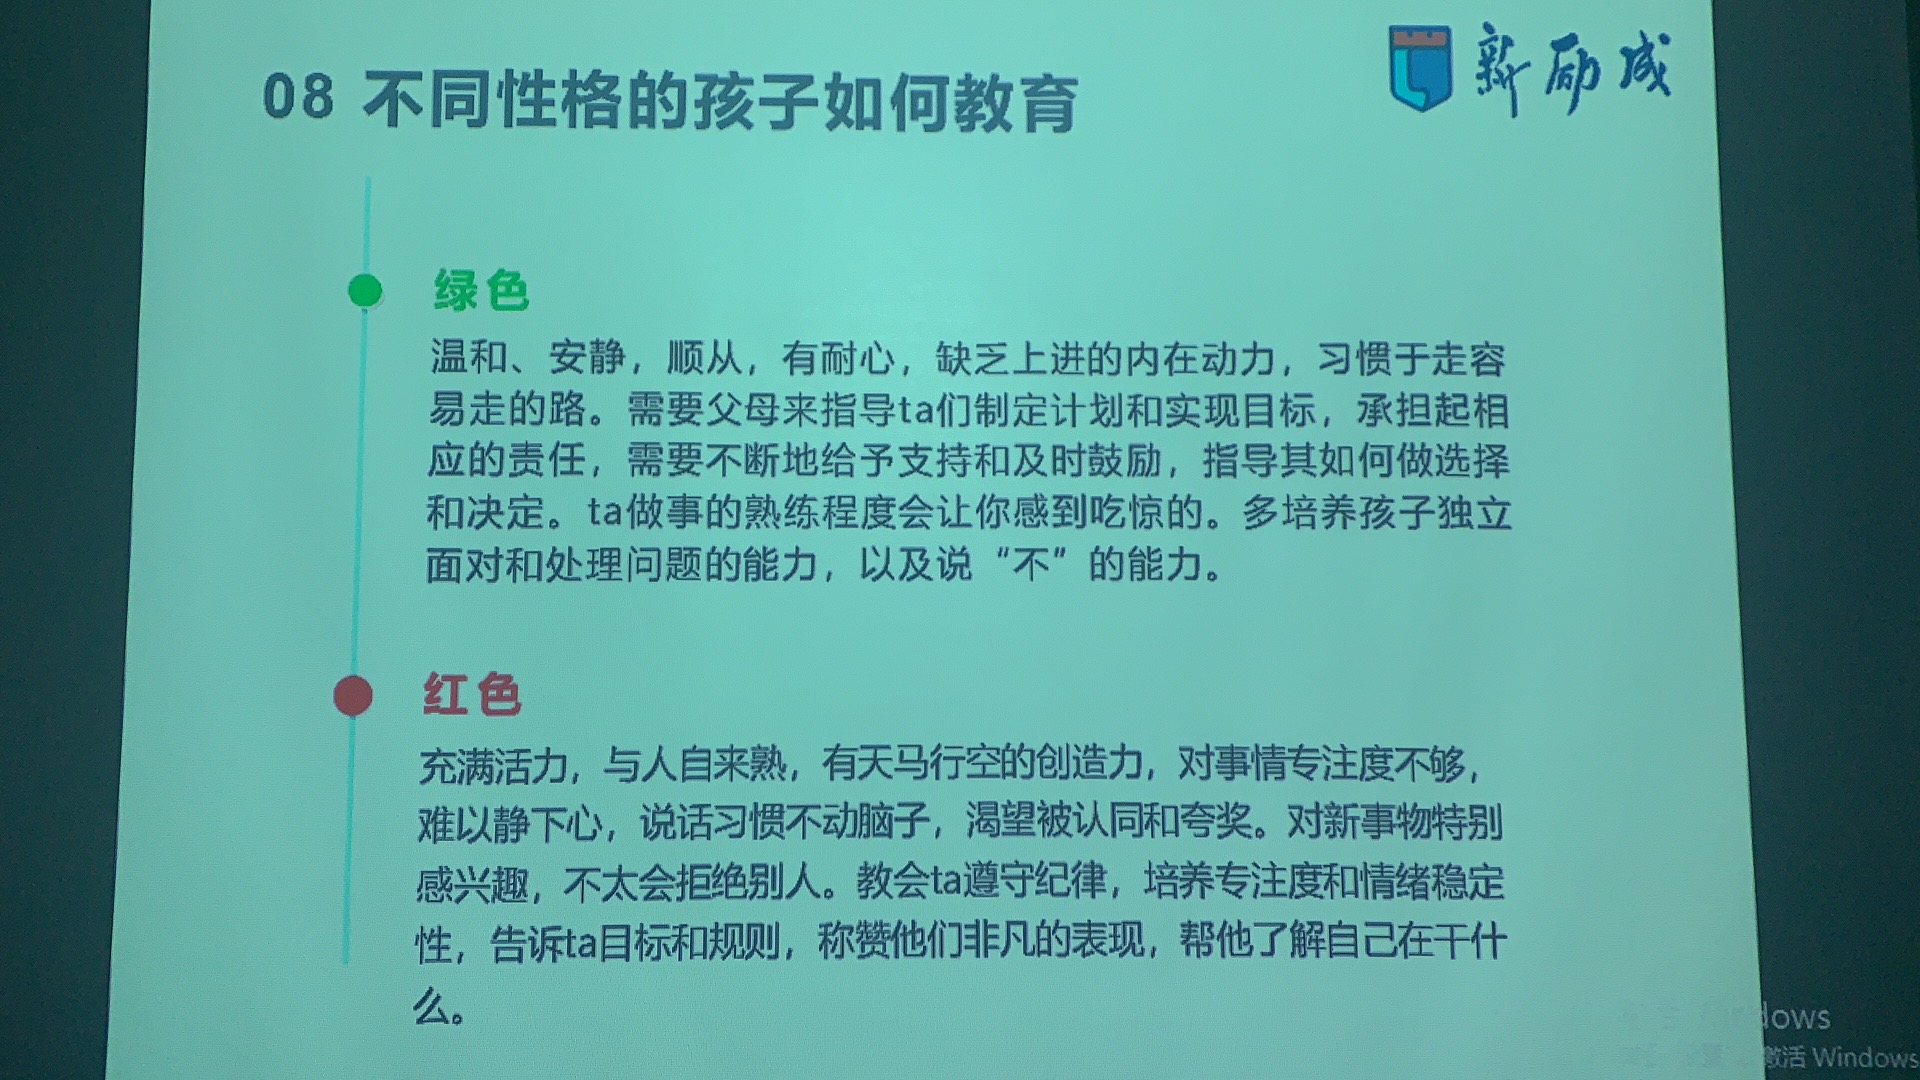 08 不同性格的孩子如何教育
新励成
绿色
温和、安静，顺从，有耐心，缺乏上进的内在动力，习惯于走容
易走的路。需要父母来指导ta们制定计划和实现目标，承担起相
应的责任，需要不断地给予支持和及时鼓励，指导其如何做选择
和决定。ta做事的熟练程度会让你感到吃惊的。多培养孩子独立
面对和处理问题的能力，以及说“不”的能力。
红色
充满活力，与人自来熟，有天马行空的创造力，对事情专注度不够，
难以静下心，说话习惯不动脑子，渴望被认同和夸奖。对新事物特别
感兴趣，不太会拒绝别人。教会ta遵守纪律，培养专注度和情绪稳定
性，告诉ta目标和规则，称赞他们非凡的表现，帮他了解自己在干什
么。
dows
激活 Windows